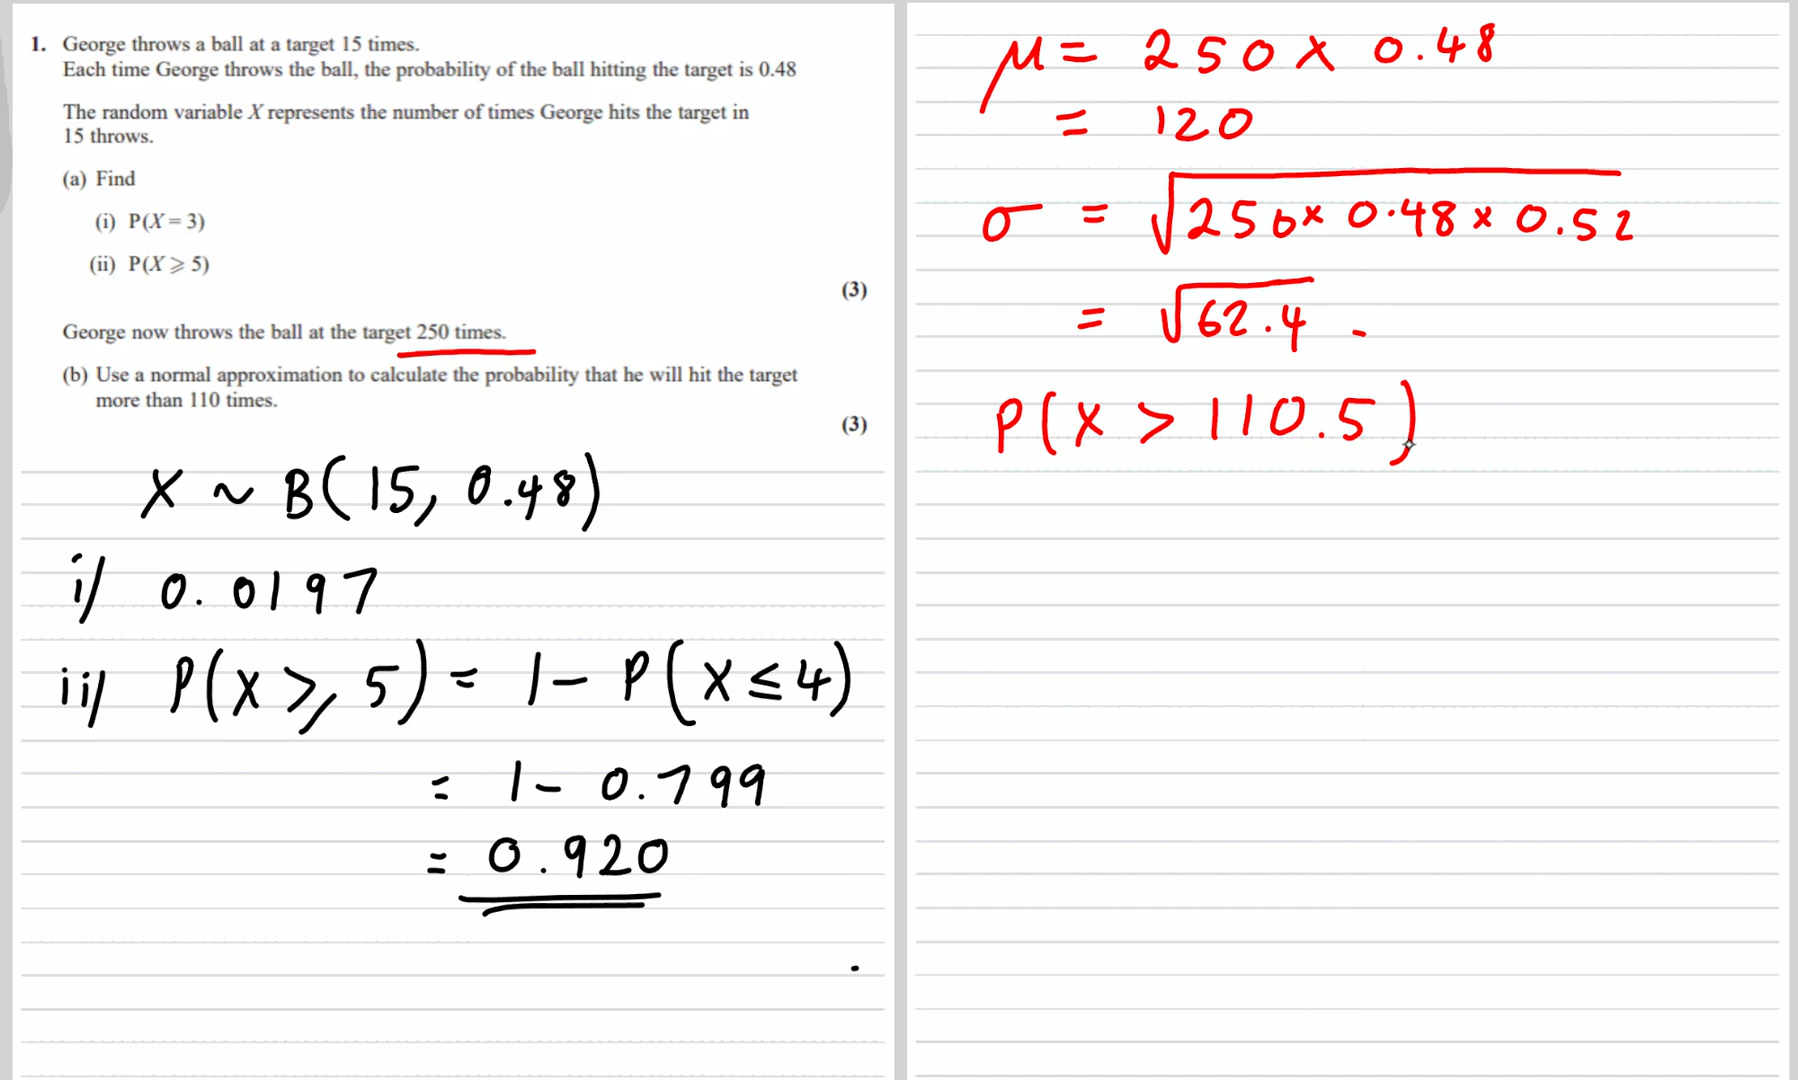 1. George throws a ball at a target 15 times.
Each time George throws the ball, the probability of the ball hitting the target is 0.48
The random variable X represents the number of times George hits the target in
15 throws.
(a) Find
(i) P(X = 3)
(ii) P(X ⩾ 5)
(3)
George now throws the ball at the target 250 times.
(b) Use a normal approximation to calculate the probability that he will hit the target
more than 110 times.
(3)
X ~ B(15, 0.48)
i/ 0.0197
ii/ P(X ⩾ 5) = 1 - P(X ≤ 4)
= 1 - 0.799
= 0.920
μ = 250 × 0.48
= 120
σ = √250 × 0.48 × 0.52
= √62.4
P(X > 110.5)